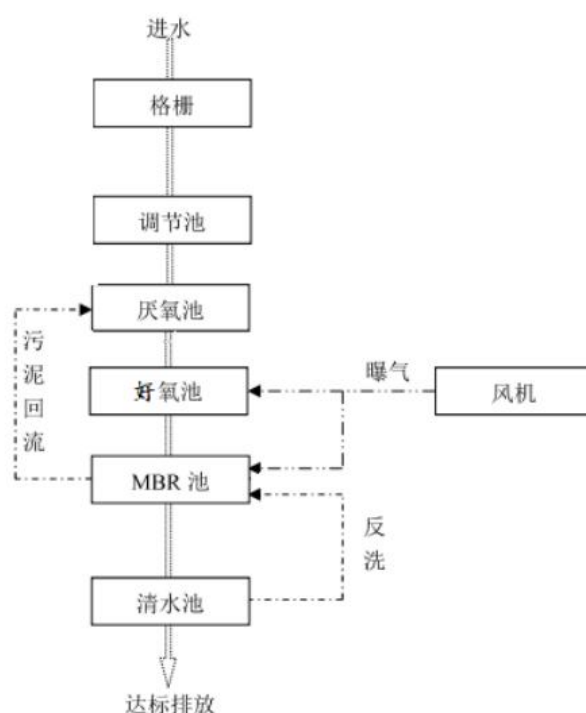 进水
格栅
调节池
厌氧池
污泥回流
好氧池
曝气
风机
MBR 池
反洗
清水池
达标排放